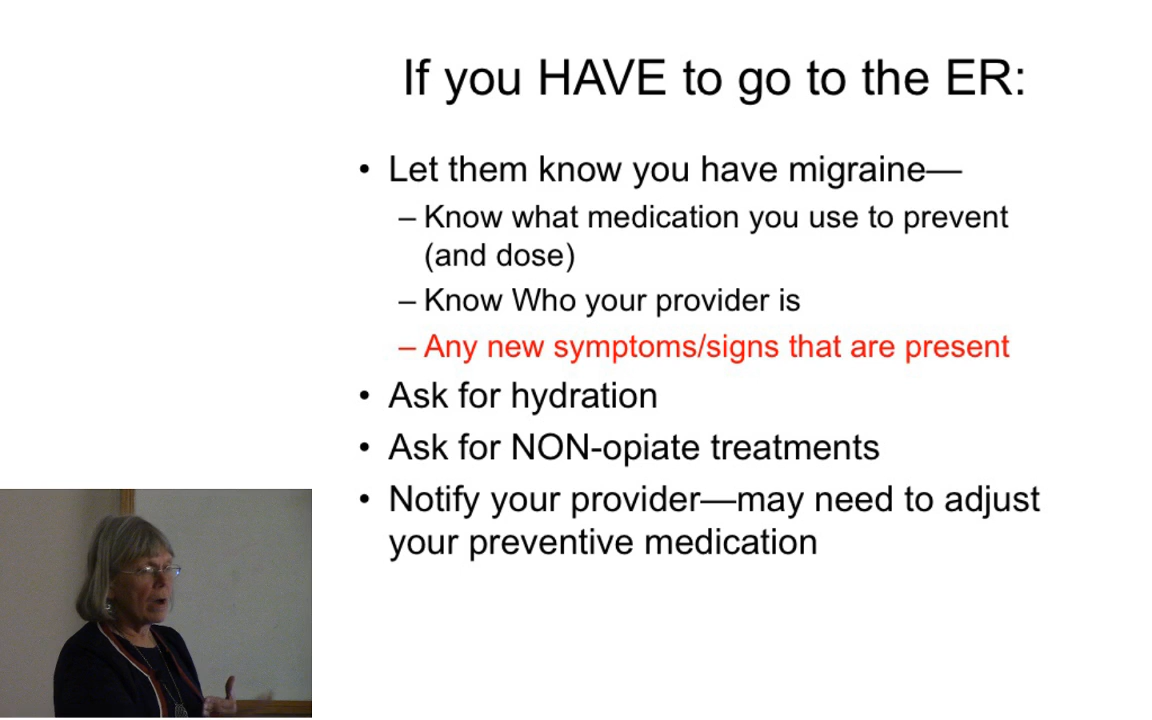 If you HAVE to go to the ER:
• Let them know you have migraine—
– Know what medication you use to prevent
(and dose)
– Know Who your provider is
– Any new symptoms/signs that are present
• Ask for hydration
• Ask for NON-opiate treatments
• Notify your provider—may need to adjust
your preventive medication